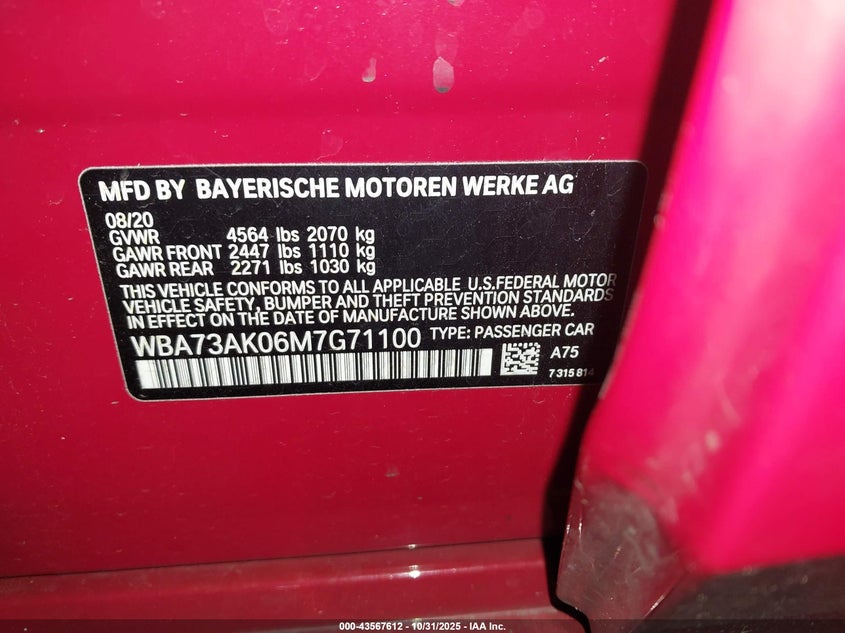 MFD BY BAYERISCHE MOTOREN WERKE AG
08/20
GVWR 4564 lbs 2070 kg
GAWR FRONT 2447 lbs 1110 kg
GAWR REAR 2271 lbs 1030 kg
THIS VEHICLE CONFORMS TO ALL APPLICABLE U.S.FEDERAL MOTOR
VEHICLE SAFETY, BUMPER AND THEFT PREVENTION STANDARDS
IN EFFECT ON THE DATE OF MANUFACTURE SHOWN ABOVE.
WBA73AK06M7G71100 TYPE: PASSENGER CAR
A75
7315814
000-43567612 - 10/31/2025 - IAA Inc.